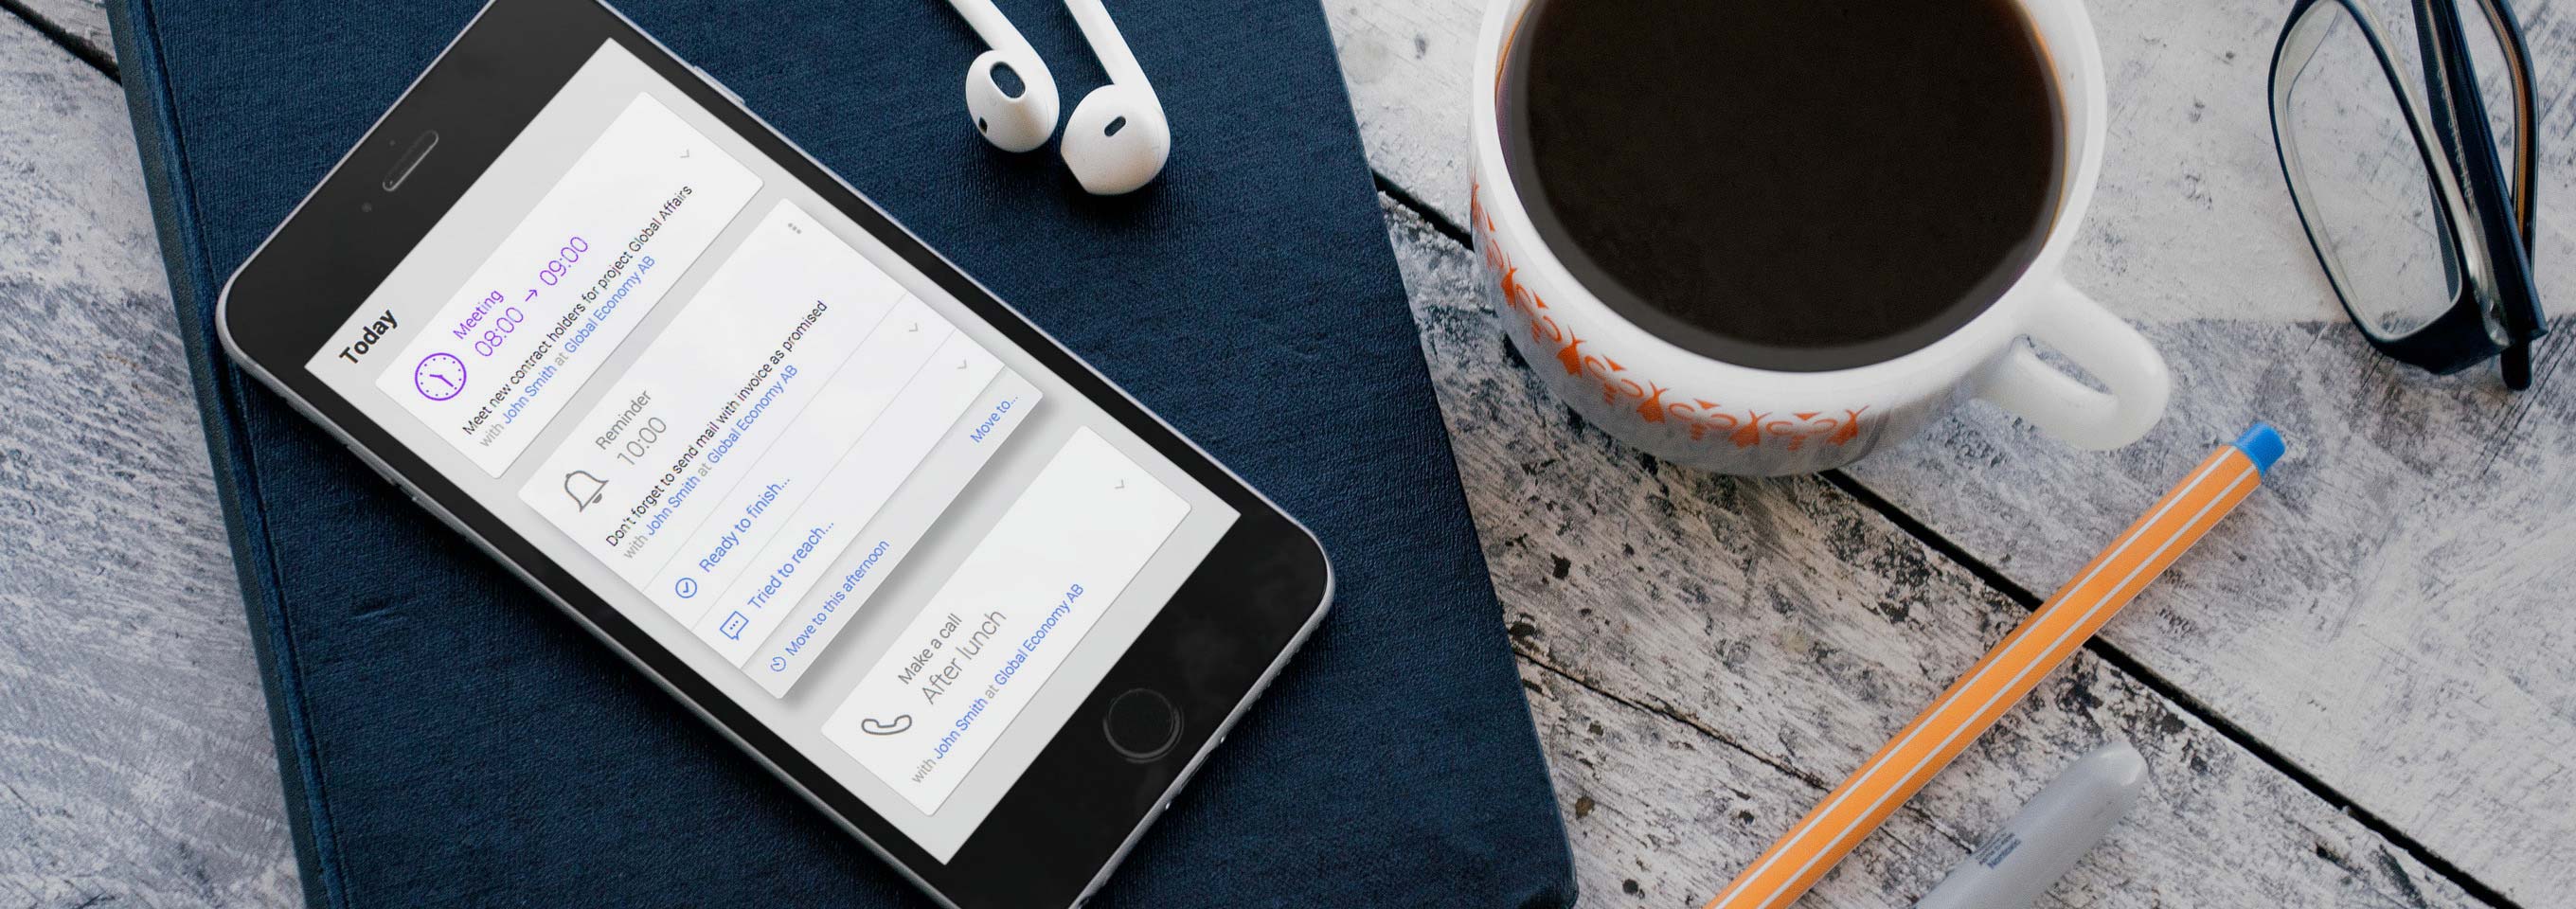 Today
Meeting
08:00 → 09:00
Meet new contract holders for project Global Affairs
with John Smith at Global Economy AB
Reminder
10:00
Don't forget to send mail with invoice as promised
with John Smith at Global Economy AB
Ready to finish...
Tried to reach...
Move to this afternoon
Move to...
Make a call
After lunch
with John Smith at Global Economy AB